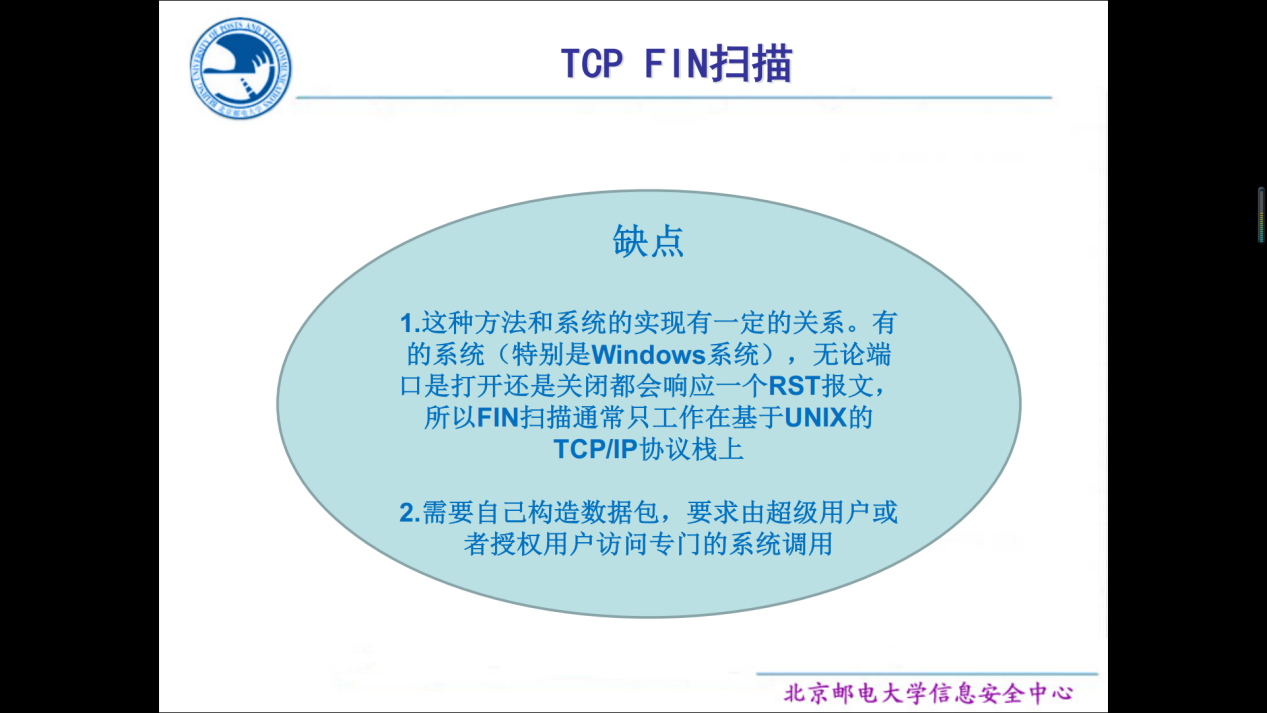 TCP FIN扫描
缺点
1.这种方法和系统的实现有一定的关系。有
的系统（特别是Windows系统），无论端
口是打开还是关闭都会响应一个RST报文，
所以FIN扫描通常只工作在基于UNIX的
TCP/IP协议栈上
2.需要自己构造数据包，要求由超级用户或
者授权用户访问专门的系统调用
北京邮电大学信息安全中心